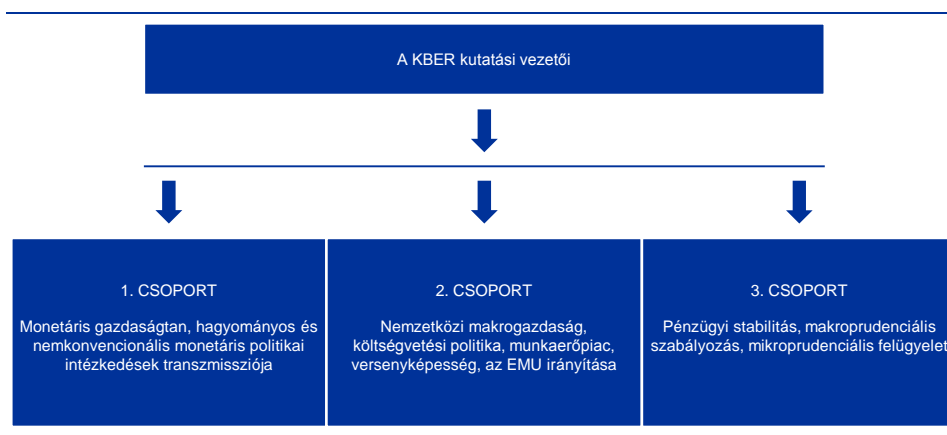 A KBER kutatási vezetői
1. CSOPORT
Monetáris gazdaságtan, hagyományos és
nemkonvencionális monetáris politikai
intézkedések transzmissziója
2. CSOPORT
Nemzetközi makrogazdaság,
költségvetési politika, munkaerőpiac,
versenyképesség, az EMU irányítása
3. CSOPORT
Pénzügyi stabilitás, makroprudenciális
szabályozás, mikroprudenciális felügyelet